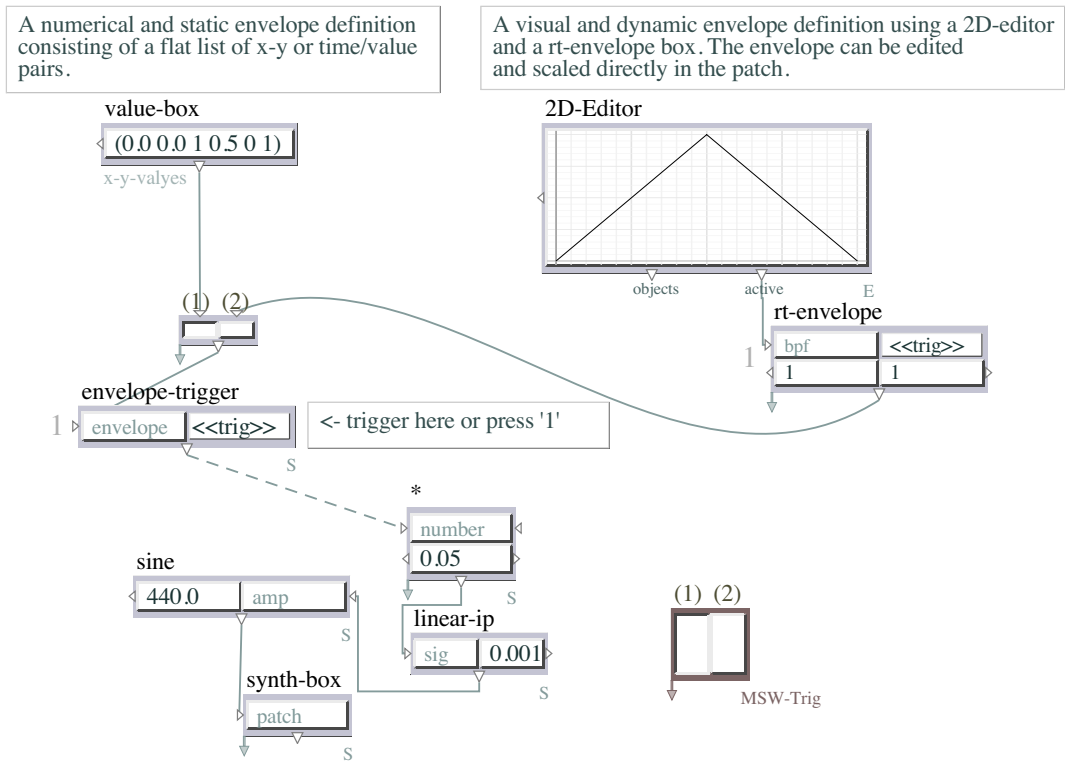 A numerical and static envelope definition
consisting of a flat list of x-y or time/value
pairs.
A visual and dynamic envelope definition using a 2D-editor
and a rt-envelope box. The envelope can be edited
and scaled directly in the patch.
value-box
(0.0 0.0 1 0.5 0 1)
x-y-valyes
2D-Editor
objects
active
E
(1) (2)
rt-envelope
1
bpf
<<trig>>
1
1
envelope-trigger
1
envelope
<<trig>>
S
<- trigger here or press '1'
*
number
0.05
S
sine
440.0
amp
S
linear-ip
sig
0.001
S
synth-box
patch
S
(1) (2)
MSW-Trig